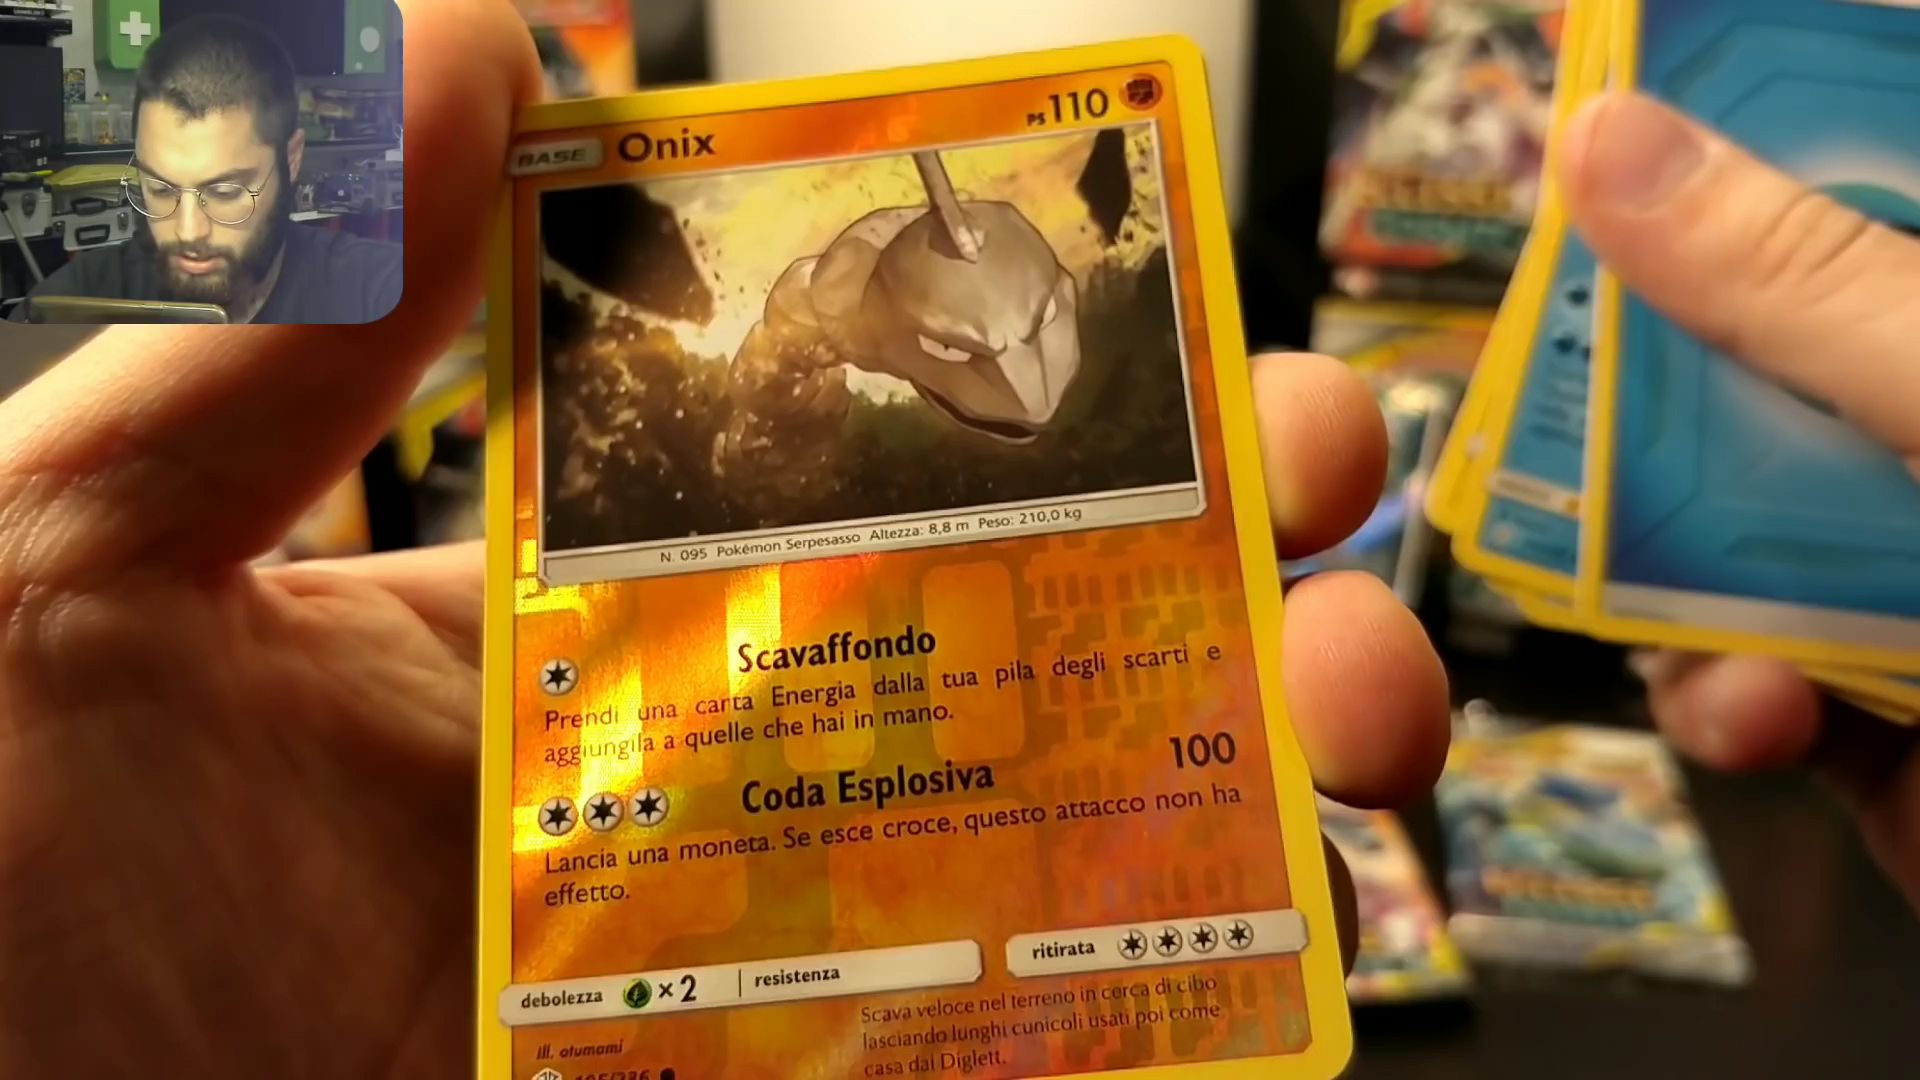 BASE Onix PS 110
N. 095 Pokémon Serpesasso Altezza: 8,8 m Peso: 210,0 kg
Scavaffondo
Prendi una carta Energia dalla tua pila degli scarti e
aggiungila a quelle che hai in mano.
Coda Esplosiva 100
Lancia una moneta. Se esce croce, questo attacco non ha
effetto.
debolezza ×2 resistenza ritirata
Scava veloce nel terreno in cerca di cibo
lasciando lunghi cunicoli usati poi come
casa dai Diglett.
ill. otumami